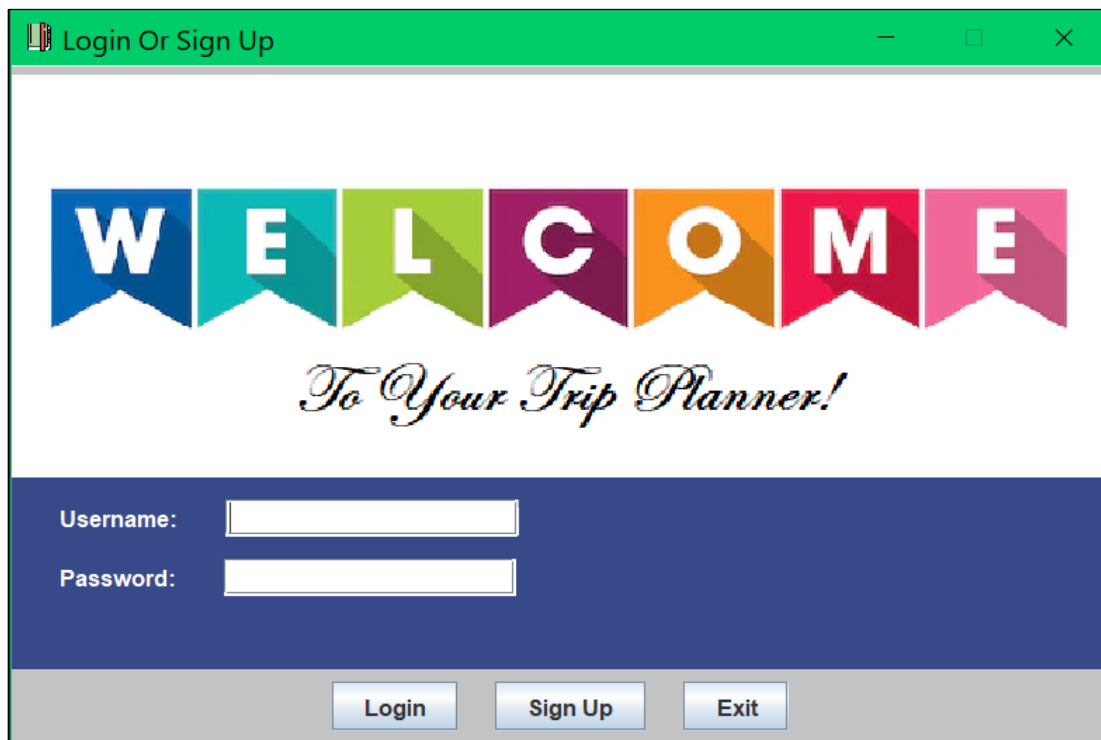 Login Or Sign Up
WELCOME
To Your Trip Planner!
Username:
Password:
Login Sign Up Exit